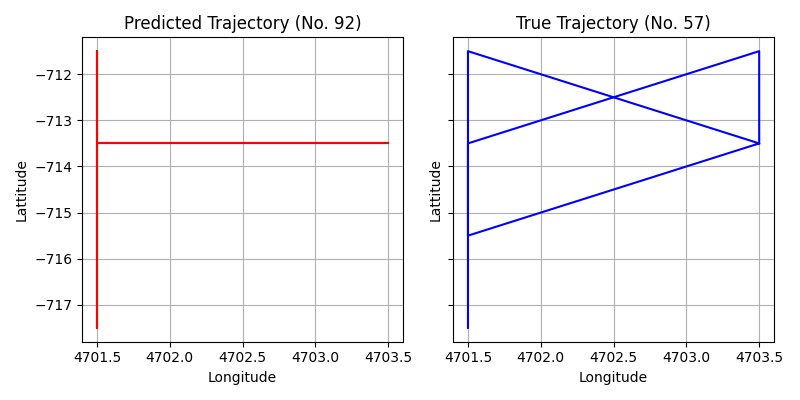 Predicted Trajectory (No. 92)
True Trajectory (No. 57)
−712
−713
−714
−715
−716
−717
Lattitude
Lattitude
4701.5 4702.0 4702.5 4703.0 4703.5
4701.5 4702.0 4702.5 4703.0 4703.5
Longitude
Longitude